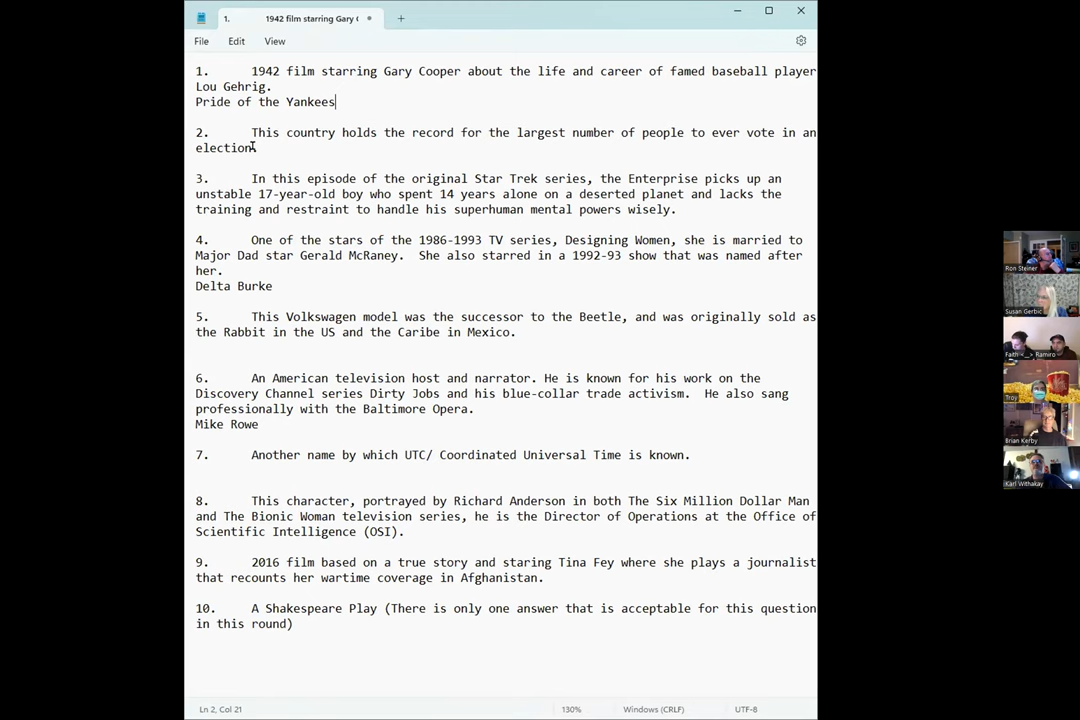 1. 1942 film starring Gary (
File Edit View
1. 1942 film starring Gary Cooper about the life and career of famed baseball player
Lou Gehrig.
Pride of the Yankees
2. This country holds the record for the largest number of people to ever vote in an
election.
3. In this episode of the original Star Trek series, the Enterprise picks up an
unstable 17-year-old boy who spent 14 years alone on a deserted planet and lacks the
training and restraint to handle his superhuman mental powers wisely.
4. One of the stars of the 1986-1993 TV series, Designing Women, she is married to
Major Dad star Gerald McRaney. She also starred in a 1992-93 show that was named after
her.
Delta Burke
5. This Volkswagen model was the successor to the Beetle, and was originally sold as
the Rabbit in the US and the Caribe in Mexico.
6. An American television host and narrator. He is known for his work on the
Discovery Channel series Dirty Jobs and his blue-collar trade activism. He also sang
professionally with the Baltimore Opera.
Mike Rowe
7. Another name by which UTC/ Coordinated Universal Time is known.
8. This character, portrayed by Richard Anderson in both The Six Million Dollar Man
and The Bionic Woman television series, he is the Director of Operations at the Office of
Scientific Intelligence (OSI).
9. 2016 film based on a true story and staring Tina Fey where she plays a journalist
that recounts her wartime coverage in Afghanistan.
10. A Shakespeare Play (There is only one answer that is acceptable for this question
in this round)
Ln 2, Col 21 130% Windows (CRLF) UTF-8
Ron Steiner
Susan Gerbic
Faith <_> Ramiro
Troy
Brian Kerby
Karl Withakay